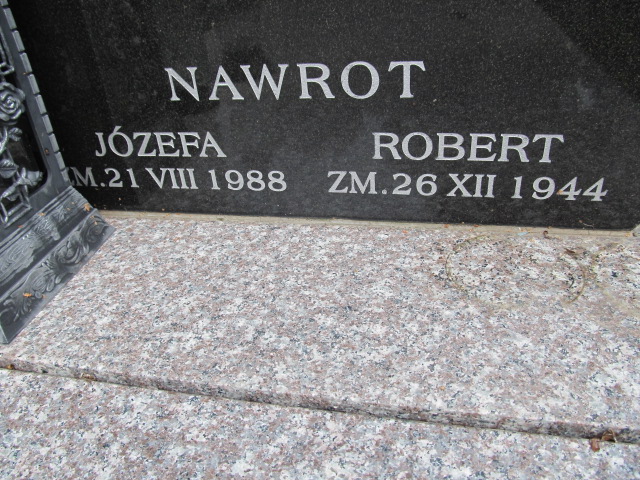 NAWROT
JÓZEFA ROBERT
M.21 VIII 1988 ZM.26 XII 1944